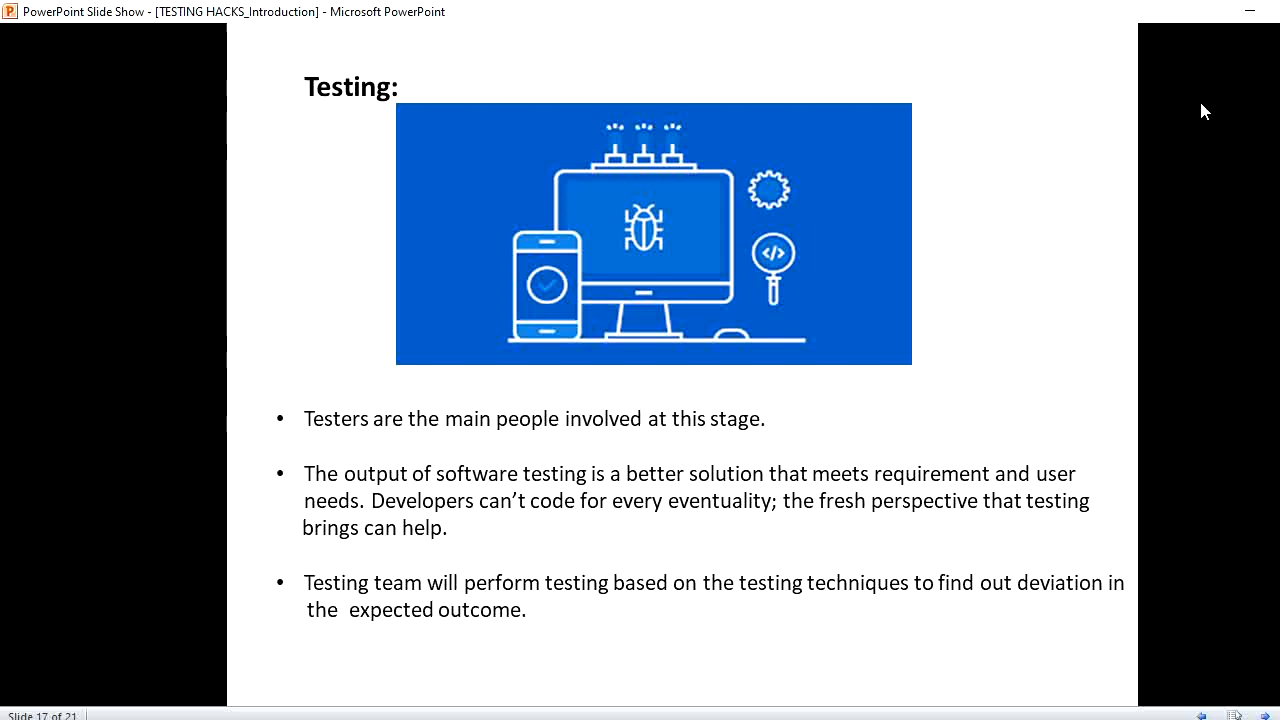 PowerPoint Slide Show - [TESTING HACKS_Introduction] - Microsoft PowerPoint
Testing:
</>
• Testers are the main people involved at this stage.
• The output of software testing is a better solution that meets requirement and user
needs. Developers can’t code for every eventuality; the fresh perspective that testing
brings can help.
• Testing team will perform testing based on the testing techniques to find out deviation in
the expected outcome.
Slide 17 of 21